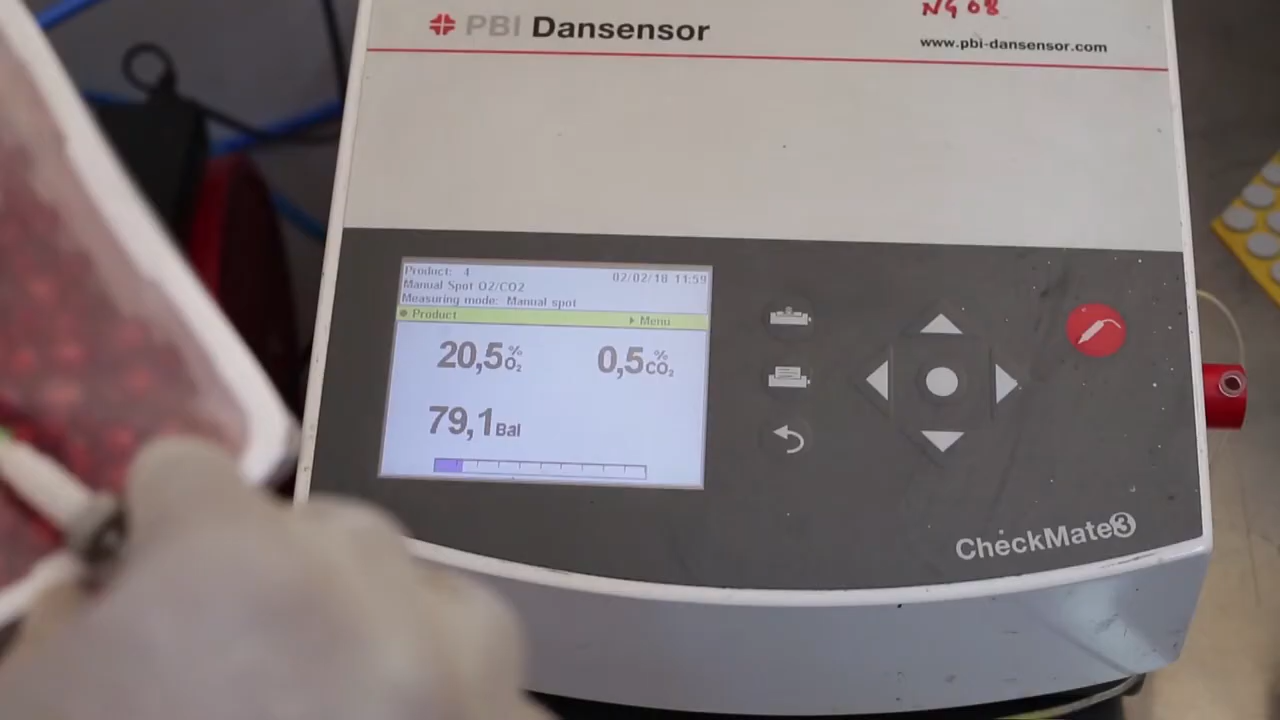 NG 08
PBI Dansensor
www.pbi-dansensor.com
Product: 4
02/02/18 11:59
Manual Spot O2/CO2
Measuring mode: Manual spot
Product
Menu
20,5 % O2
0,5 % CO2
79,1 Bal
CheckMate3